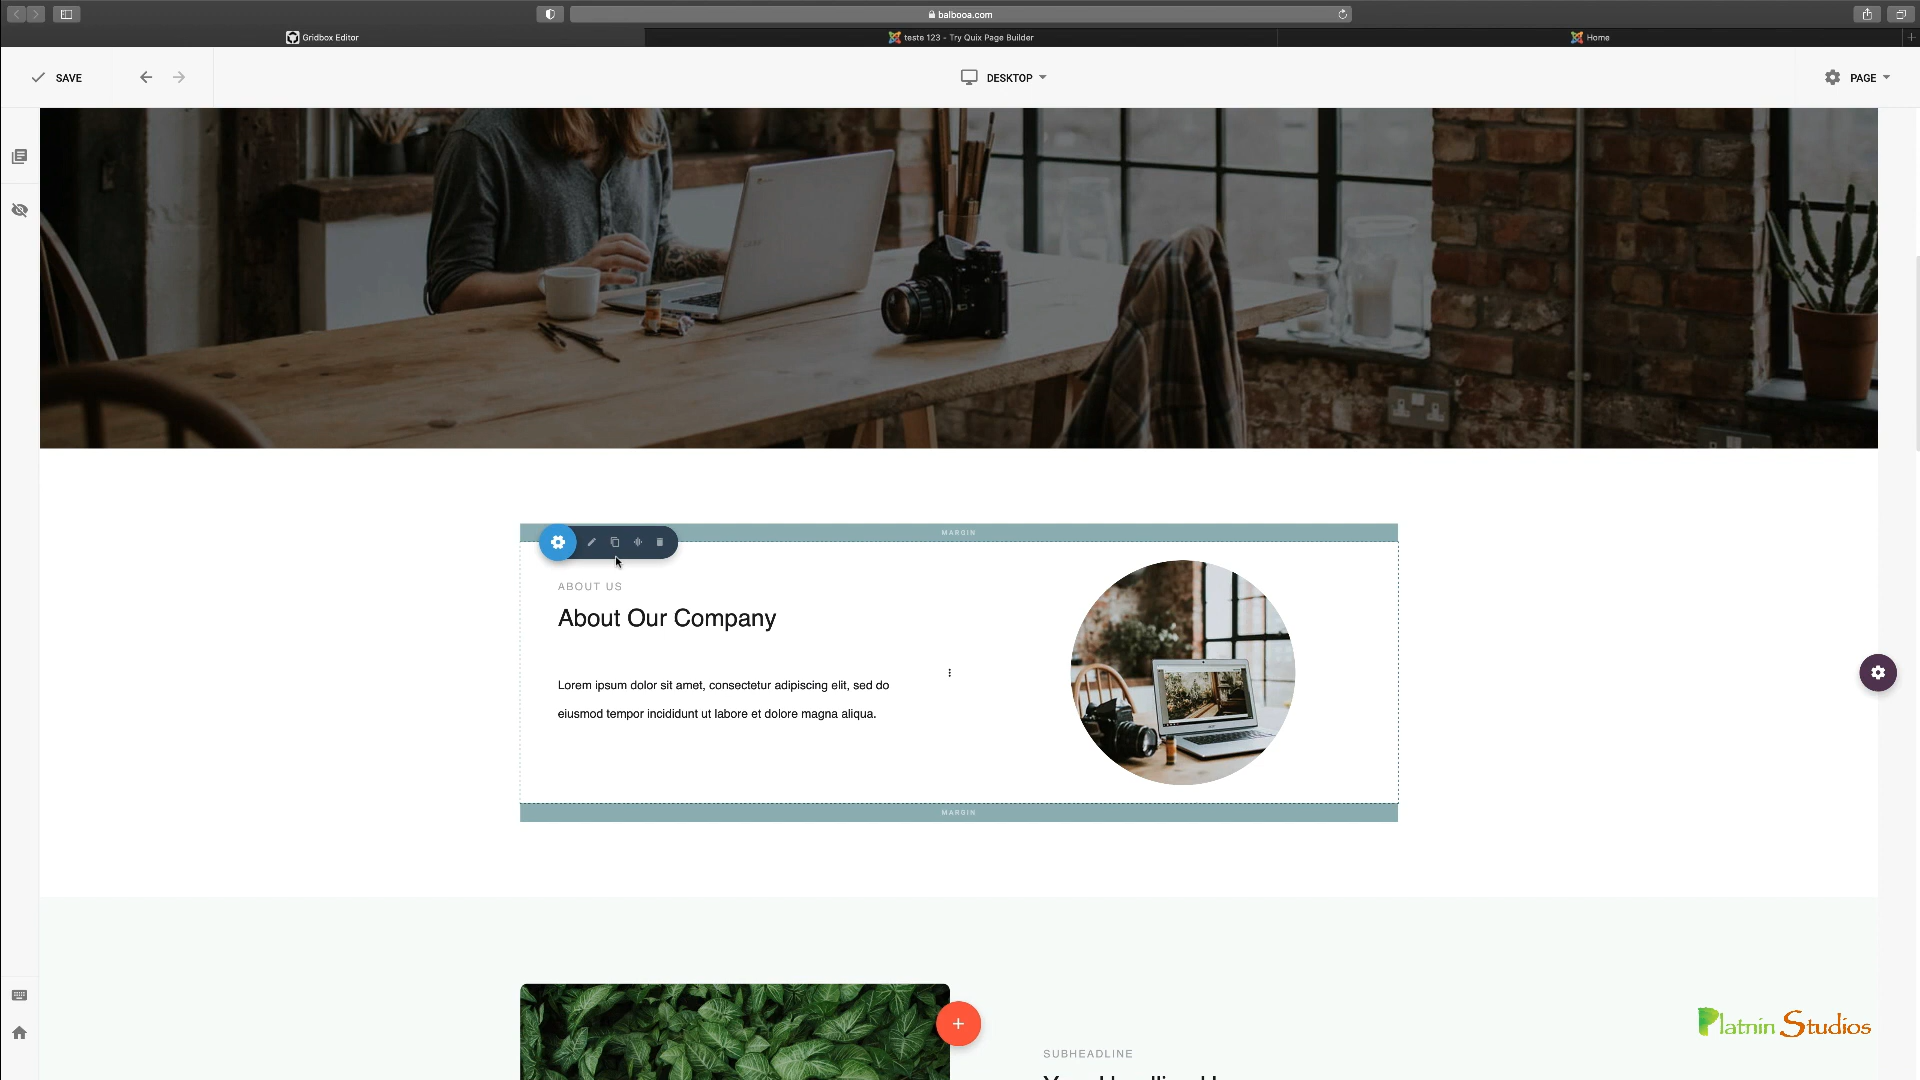 balbooa.com
Gridbox Editor
teste 123 - Try Quix Page Builder
Home
SAVE
DESKTOP
PAGE
MARGIN
ABOUT US
About Our Company
Lorem ipsum dolor sit amet, consectetur adipiscing elit, sed do
eiusmod tempor incididunt ut labore et dolore magna aliqua.
MARGIN
Platnin Studios
SUBHEADLINE